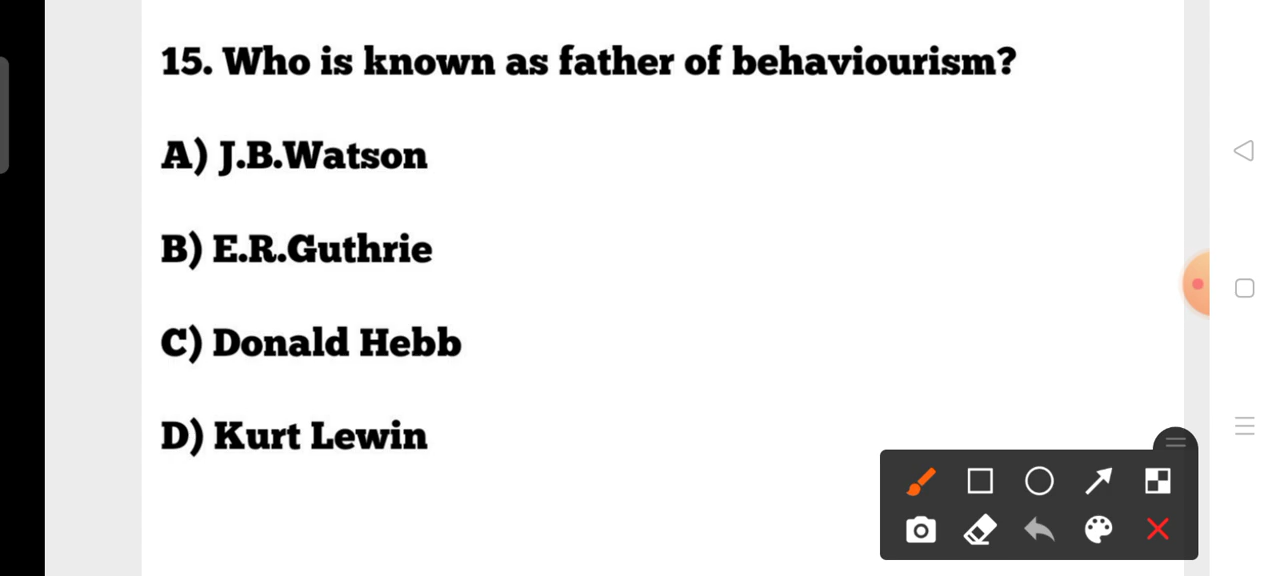 15. Who is known as father of behaviourism?
A) J.B.Watson
B) E.R.Guthrie
C) Donald Hebb
D) Kurt Lewin